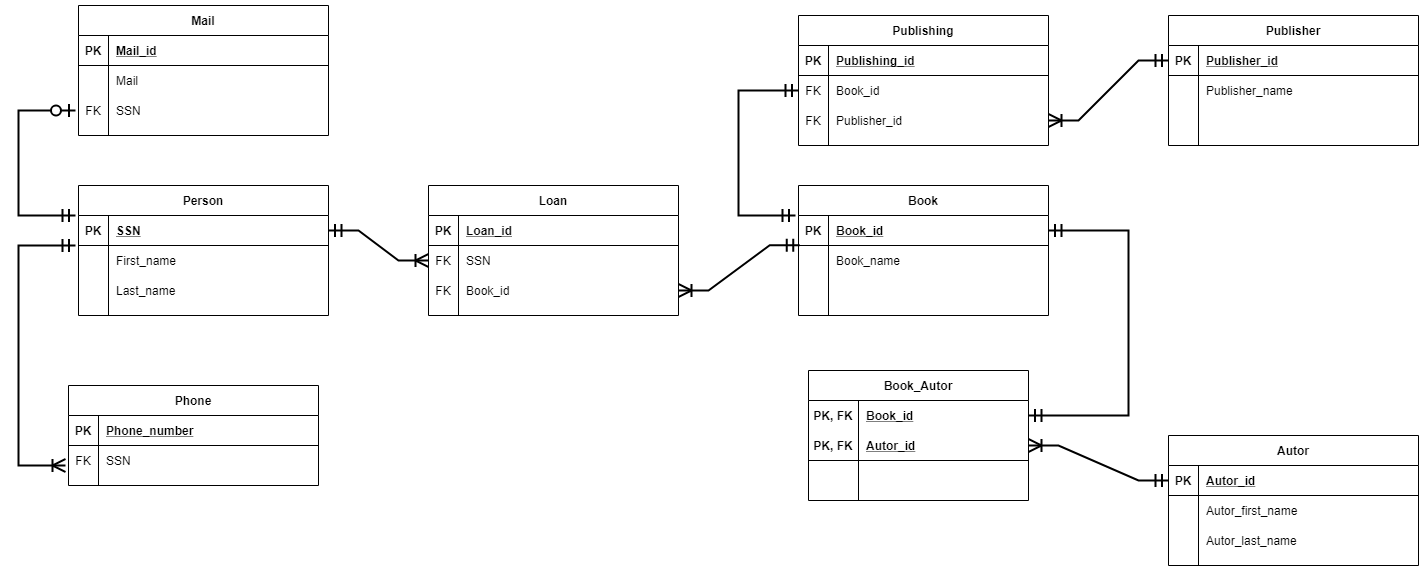 Mail
PK Mail_id
Mail
FK SSN
Publishing
PK Publishing_id
FK Book_id
FK Publisher_id
Publisher
PK Publisher_id
Publisher_name
Person
PK SSN
First_name
Last_name
Loan
PK Loan_id
FK SSN
FK Book_id
Book
PK Book_id
Book_name
Phone
PK Phone_number
FK SSN
Book_Autor
PK, FK Book_id
PK, FK Autor_id
Autor
PK Autor_id
Autor_first_name
Autor_last_name